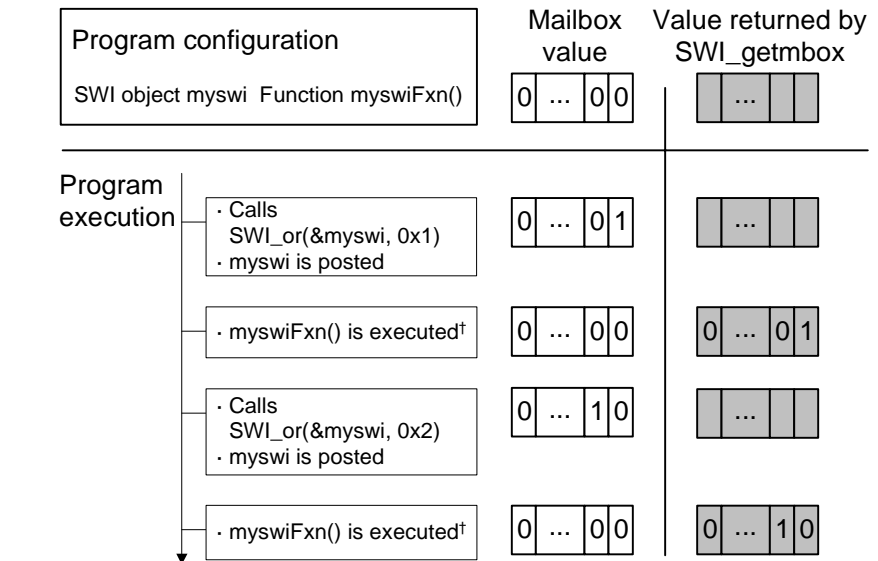 Program configuration
SWI object myswi Function myswiFxn()
Mailbox
value
Value returned by
SWI_getmbox
0 ... 0 0
...
Program
execution
· Calls
SWI_or(&myswi, 0x1)
· myswi is posted
0 ... 0 1
...
· myswiFxn() is executed†
0 ... 0 0
0 ... 0 1
· Calls
SWI_or(&myswi, 0x2)
· myswi is posted
0 ... 1 0
...
· myswiFxn() is executed†
0 ... 0 0
0 ... 1 0